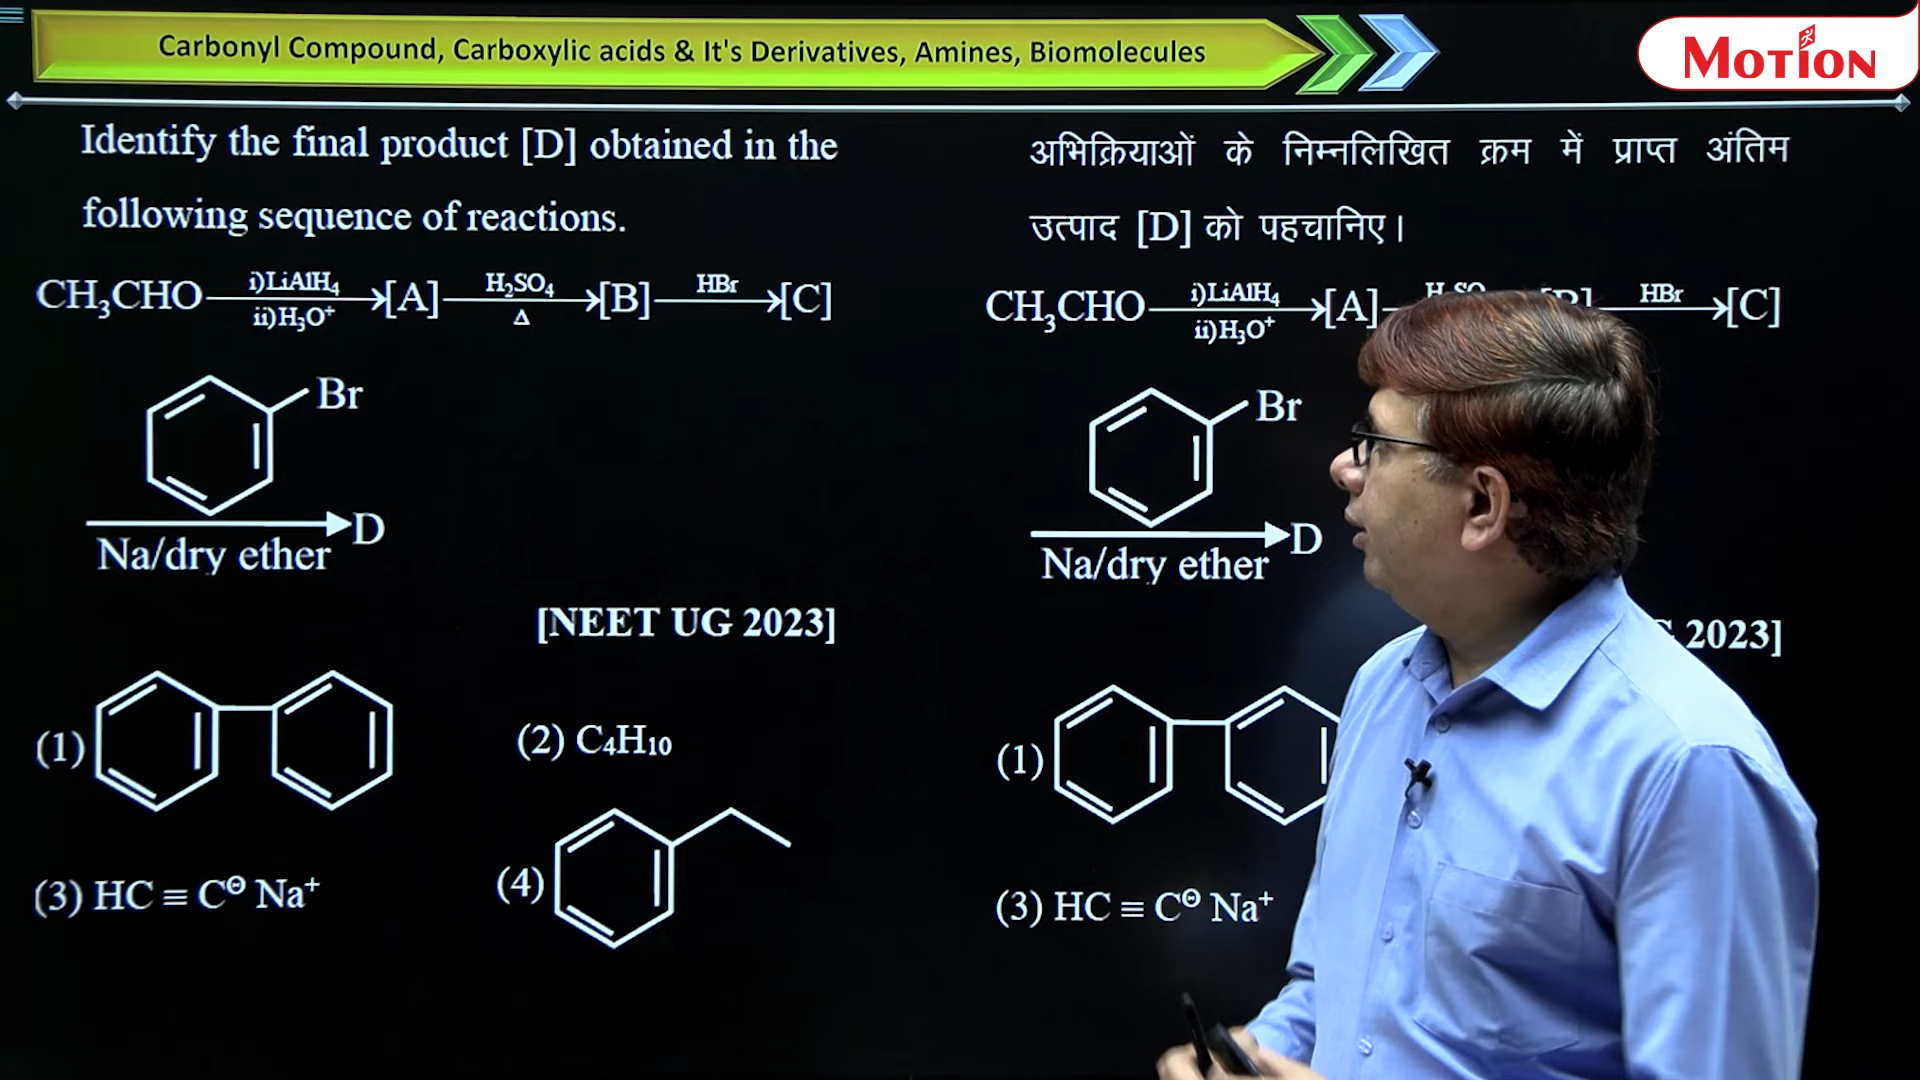 Carbonyl Compound, Carboxylic acids & It's Derivatives, Amines, Biomolecules
MOTION
Identify the final product [D] obtained in the
following sequence of reactions.
CH₃CHO i)LiAlH₄ ii)H₃O⁺ [A] H₂SO₄ Δ [B] HBr [C]
Br
D
Na/dry ether
[NEET UG 2023]
(1)
(2) C₄H₁₀
(3) HC ≡ C⊖ Na⁺
(4)
अभिक्रियाओं के निम्नलिखित क्रम में प्राप्त अंतिम
उत्पाद [D] को पहचानिए।
CH₃CHO i)LiAlH₄ ii)H₃O⁺ [A] HBr [C]
Br
D
Na/dry ether
2023]
(1)
(3) HC ≡ C⊖ Na⁺